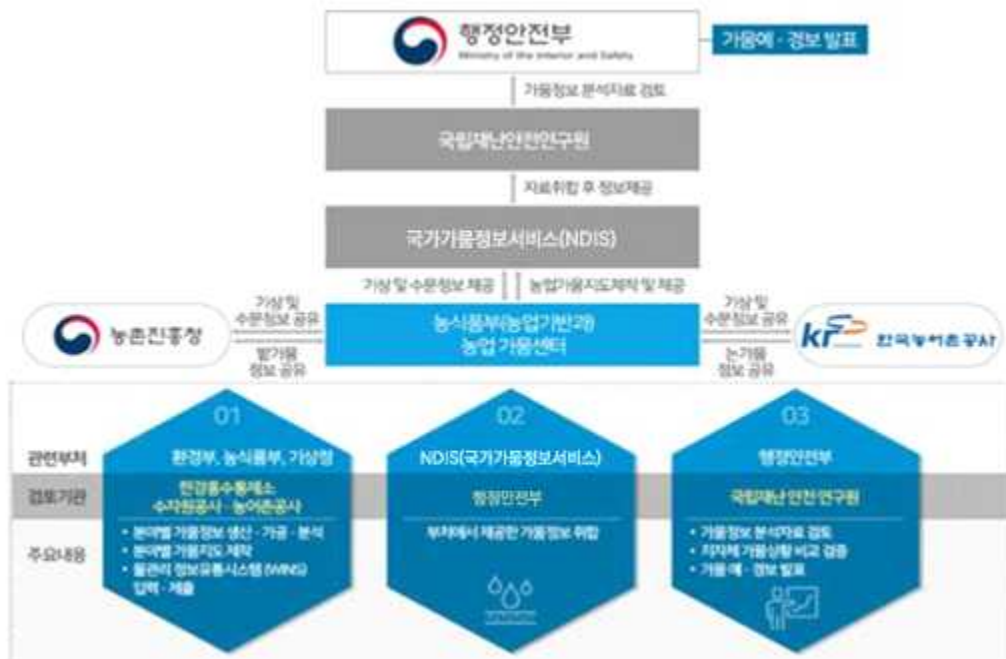 행정안전부
Ministry of the Interior and Safety
가뭄예 · 경보 발표
가뭄정보 분석자료 검토
국립재난안전연구원
자료취합 후 정보제공
국가가뭄정보서비스(NDIS)
기상 및 수문정보 제공
농업가뭄지도제작 및 제공
농촌진흥청
기상 및
수문정보 공유
밭가뭄
정보 공유
농식품부(농업기반과)
농업 가뭄센터
기상 및
수문정보 공유
논가뭄
정보 공유
한국농어촌공사
01
02
03
관련부처
환경부, 농식품부, 기상청
NDIS(국가가뭄정보서비스)
행정안전부
검토기관
한강홍수통제소
수자원공사 · 농어촌공사
행정안전부
국립재난 안전 연구원
주요내용
• 분야별 가뭄정보 생산 · 가공 · 분석
• 분야별 가뭄지도 제작
• 물관리 정보유통시스템 (WINS)
입력 · 제출
부처에서 제공한 가뭄정보 취합
• 가뭄정보 분석자료 검토
• 지자체 가뭄상황 비교 검증
• 가뭄 예 · 경보 발표